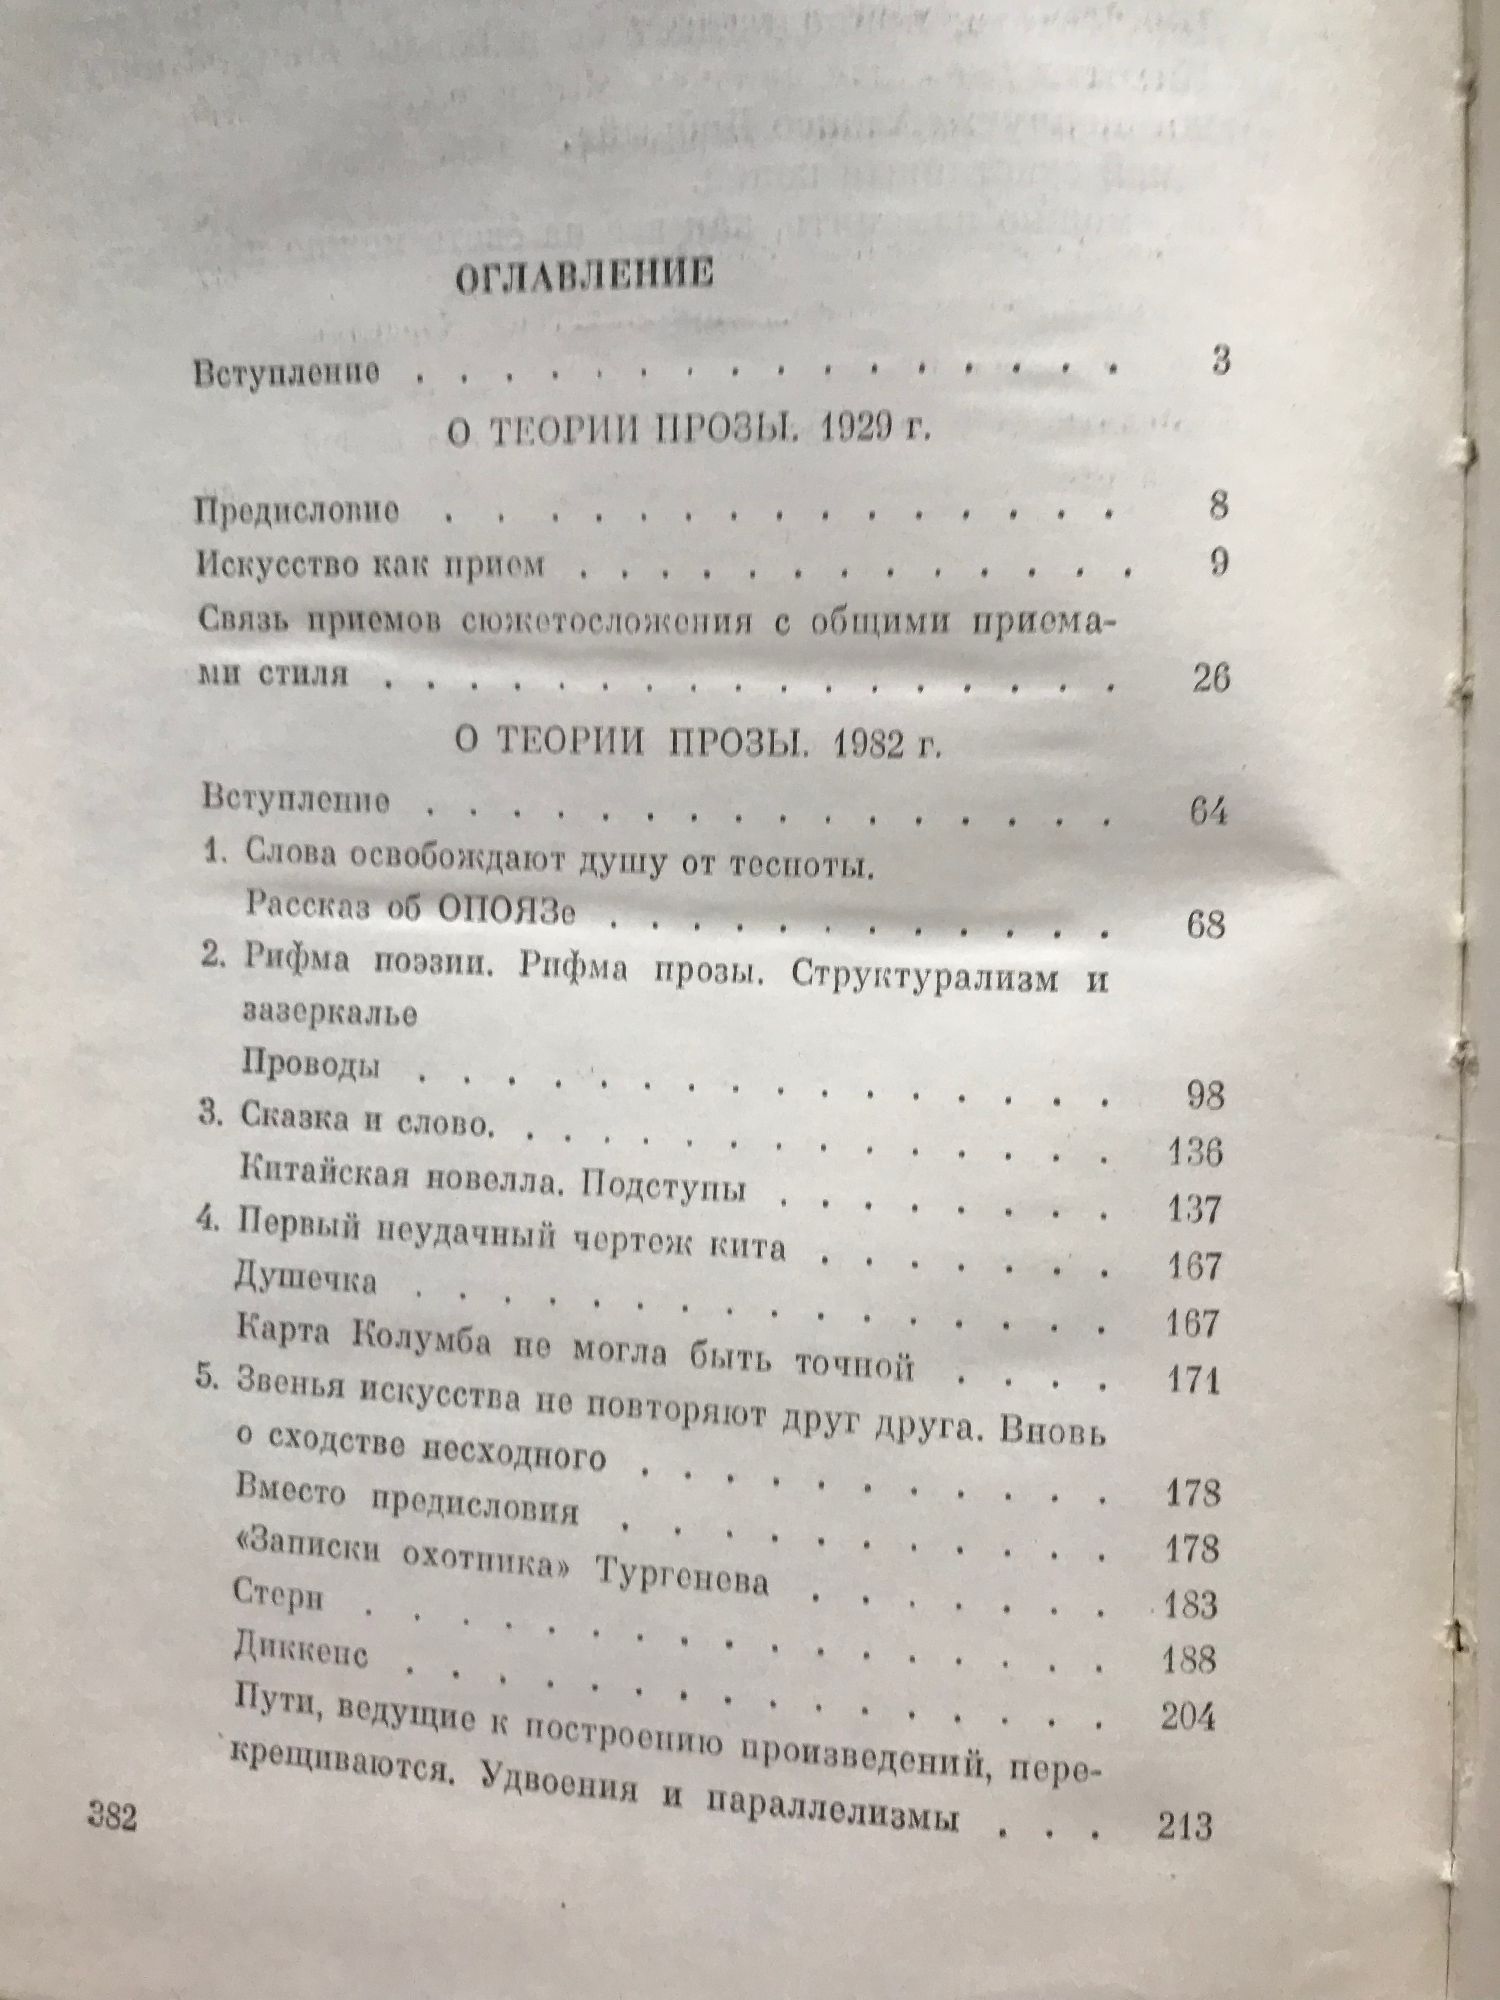 ОГЛАВЛЕНИЕ
Вступление . . . . . . . . . . . . . . . . 3
О ТЕОРИИ ПРОЗЫ. 1929 г.
Предисловие . . . . . . . . . . . . . . . 8
Искусство как прием . . . . . . . . . . . . . 9
Связь приемов сюжетосложения с общими приема-
ми стиля . . . . . . . . . . . . . . . . . 26
О ТЕОРИИ ПРОЗЫ. 1982 г.
Вступление . . . . . . . . . . . . . . . . 64
1. Слова освобождают душу от тесноты.
Рассказ об ОПОЯЗе . . . . . . . . . . . . 68
2. Рифма поэзии. Рифма прозы. Структурализм и
зазеркалье
Проводы . . . . . . . . . . . . . . . . 98
3. Сказка и слово. . . . . . . . . . . . . . . 136
Китайская новелла. Подступы . . . . . . . . 137
4. Первый неудачный чертеж кита . . . . . . . 167
Душечка . . . . . . . . . . . . . . . . 167
Карта Колумба не могла быть точной . . . . 171
5. Звенья искусства не повторяют друг друга. Вновь
о сходстве несходного . . . . . . . . . . . 178
Вместо предисловия . . . . . . . . . . . . 178
«Записки охотника» Тургенева . . . . . . . 183
Стерн . . . . . . . . . . . . . . . . . 188
Диккенс . . . . . . . . . . . . . . . . 204
Пути, ведущие к построению произведений, пере-
крещиваются. Удвоения и параллелизмы . . . 213
382